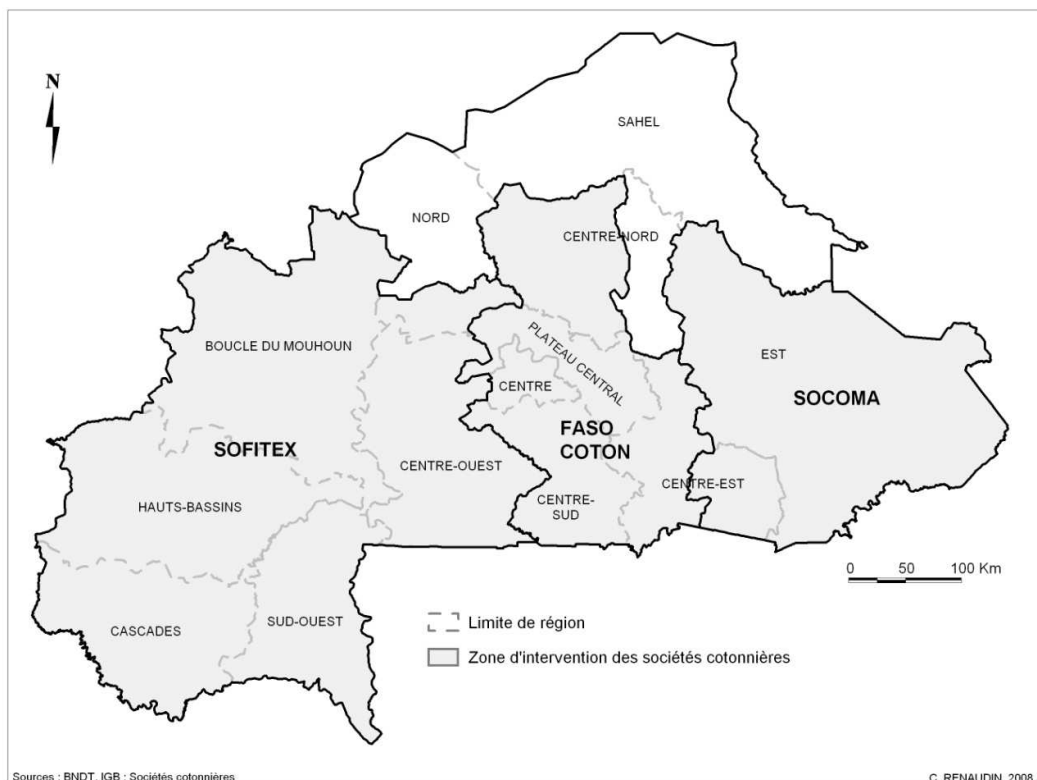 N
SAHEL
NORD
CENTRE-NORD
BOUCLE DU MOUHOUN
PLATEAU CENTRAL
EST
CENTRE
SOCOMA
FASO
COTON
SOFITEX
CENTRE-OUEST
CENTRE-EST
HAUTS-BASSINS
CENTRE-
SUD
0 50 100 Km
CASCADES
SUD-OUEST
Limite de région
Zone d'intervention des sociétés cotonnières
Sources : BNDT, IGB ; Sociétés cotonnières
C. RENAUDIN, 2008